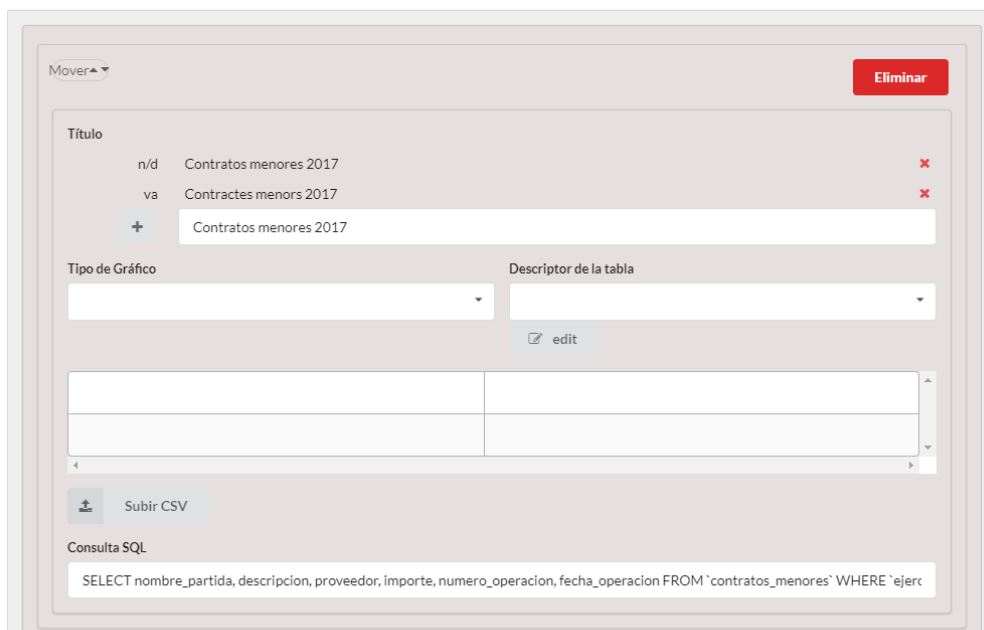 Mover
Eliminar
Título
n/d Contratos menores 2017
va Contractes menors 2017
Contratos menores 2017
Tipo de Gráfico Descriptor de la tabla
edit
Subir CSV
Consulta SQL
SELECT nombre_partida, descripcion, proveedor, importe, numero_operacion, fecha_operacion FROM `contratos_menores` WHERE `ejerc